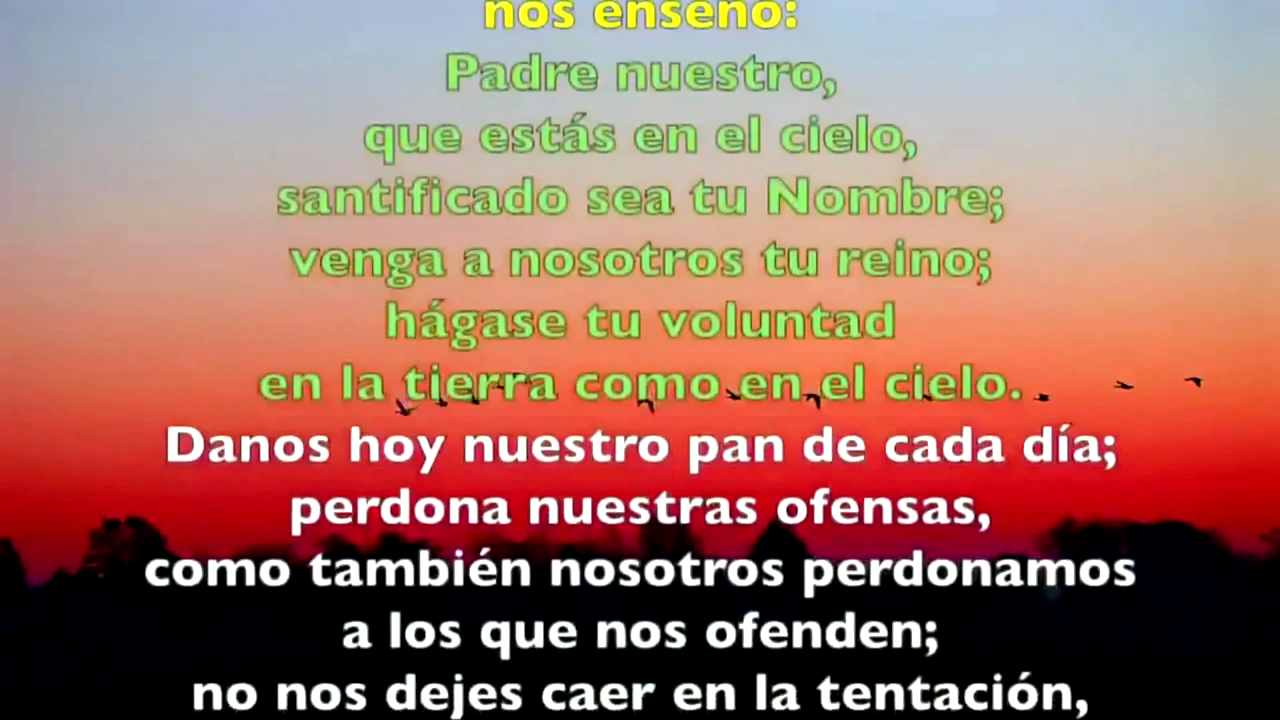 nos enseñó:
Padre nuestro,
que estás en el cielo,
santificado sea tu Nombre;
venga a nosotros tu reino;
hágase tu voluntad
en la tierra como en el cielo.
Danos hoy nuestro pan de cada día;
perdona nuestras ofensas,
como también nosotros perdonamos
a los que nos ofenden;
no nos dejes caer en la tentación,